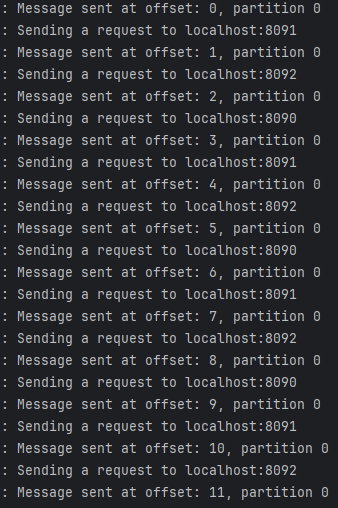 : Message sent at offset: 0, partition 0
: Sending a request to localhost:8091
: Message sent at offset: 1, partition 0
: Sending a request to localhost:8092
: Message sent at offset: 2, partition 0
: Sending a request to localhost:8090
: Message sent at offset: 3, partition 0
: Sending a request to localhost:8091
: Message sent at offset: 4, partition 0
: Sending a request to localhost:8092
: Message sent at offset: 5, partition 0
: Sending a request to localhost:8090
: Message sent at offset: 6, partition 0
: Sending a request to localhost:8091
: Message sent at offset: 7, partition 0
: Sending a request to localhost:8092
: Message sent at offset: 8, partition 0
: Sending a request to localhost:8090
: Message sent at offset: 9, partition 0
: Sending a request to localhost:8091
: Message sent at offset: 10, partition 0
: Sending a request to localhost:8092
: Message sent at offset: 11, partition 0